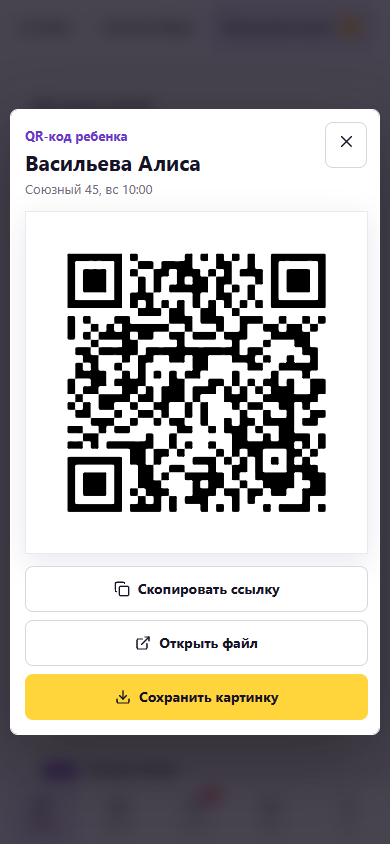 QR-код ребенка
Васильева Алиса
Союзный 45, вс 10:00
Скопировать ссылку
Открыть файл
Сохранить картинку